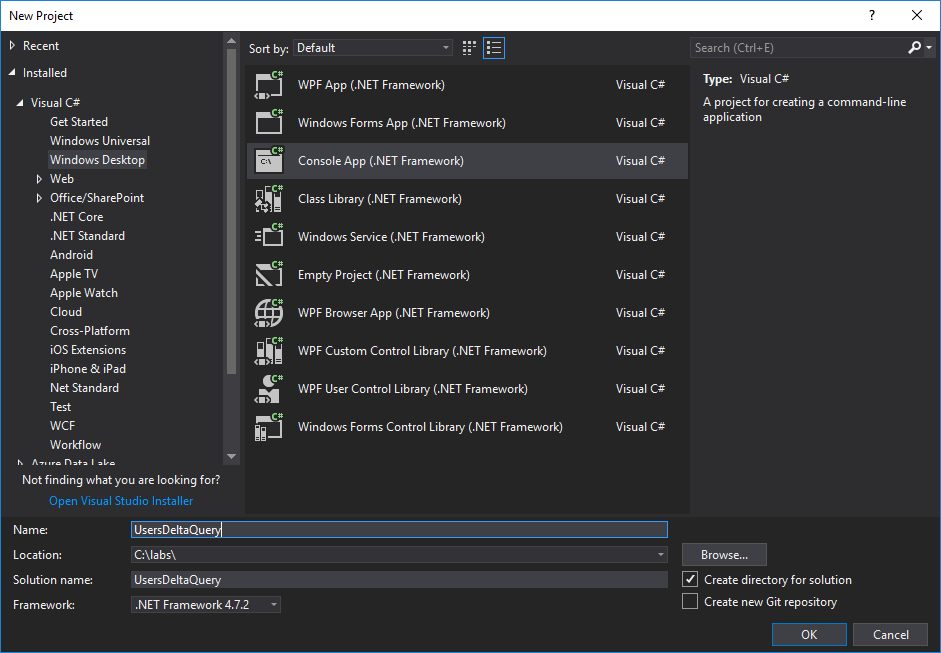 New Project
?
Recent
Installed
Visual C#
Get Started
Windows Universal
Windows Desktop
Web
Office/SharePoint
.NET Core
.NET Standard
Android
Apple TV
Apple Watch
Cloud
Cross-Platform
iOS Extensions
iPhone & iPad
Net Standard
Test
WCF
Workflow
Azure Data Lake
Not finding what you are looking for?
Open Visual Studio Installer
Sort by: Default
C# WPF App (.NET Framework) Visual C#
C# Windows Forms App (.NET Framework) Visual C#
C# C:\ Console App (.NET Framework) Visual C#
C# Class Library (.NET Framework) Visual C#
C# Windows Service (.NET Framework) Visual C#
C# Empty Project (.NET Framework) Visual C#
C# WPF Browser App (.NET Framework) Visual C#
C# WPF Custom Control Library (.NET Framework) Visual C#
C# WPF User Control Library (.NET Framework) Visual C#
C# Windows Forms Control Library (.NET Framework) Visual C#
Search (Ctrl+E)
Type: Visual C#
A project for creating a command-line
application
Name: UsersDeltaQuery
Location: C:\labs\
Browse...
Solution name: UsersDeltaQuery
Create directory for solution
Framework: .NET Framework 4.7.2
Create new Git repository
OK
Cancel